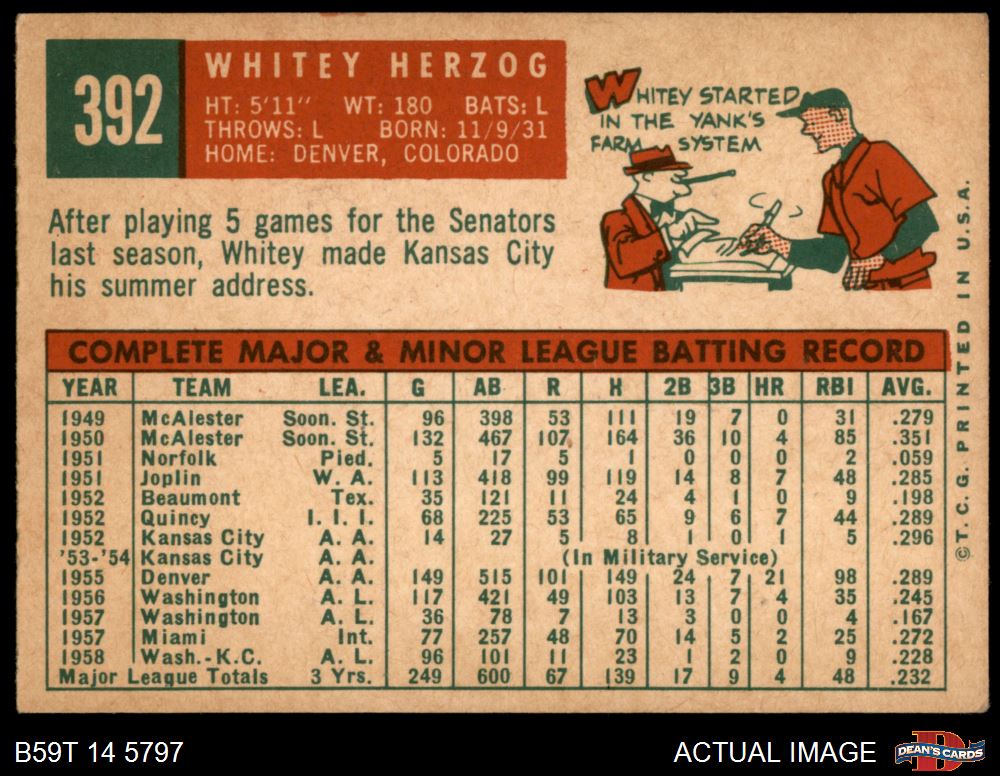 392
WHITEY HERZOG
HT: 5'11" WT: 180 BATS: L
THROWS: L BORN: 11/9/31
HOME: DENVER, COLORADO
WHITEY STARTED
IN THE YANK'S
FARM SYSTEM
After playing 5 games for the Senators
last season, Whitey made Kansas City
his summer address.
COMPLETE MAJOR & MINOR LEAGUE BATTING RECORD
YEAR TEAM LEA. G AB R H 2B 3B HR RBI AVG.
1949 McAlester Soon. St. 96 398 53 111 19 7 0 31 .279
1950 McAlester Soon. St. 132 467 107 164 36 10 4 85 .351
1951 Norfolk Pied. 5 17 5 1 0 0 0 2 .059
1951 Joplin W. A. 113 418 99 119 14 8 7 48 .285
1952 Beaumont Tex. 35 121 11 24 4 1 0 9 .198
1952 Quincy I. I. I. 68 225 53 65 9 6 7 44 .289
1952 Kansas City A. A. 14 27 5 8 1 0 1 5 .296
'53-'54 Kansas City A. A. (In Military Service)
1955 Denver A. A. 149 515 101 149 24 7 21 98 .289
1956 Washington A. L. 117 421 49 103 13 7 4 35 .245
1957 Washington A. L. 36 78 7 13 3 0 0 4 .167
1957 Miami Int. 77 257 48 70 14 5 2 25 .272
1958 Wash.-K.C. A. L. 96 101 11 23 1 2 0 9 .228
Major League Totals 3 Yrs. 249 600 67 139 17 9 4 48 .232
©T.C.G. PRINTED IN U.S.A.
B59T 14 5797
ACTUAL IMAGE
D
DEAN'S CARDS